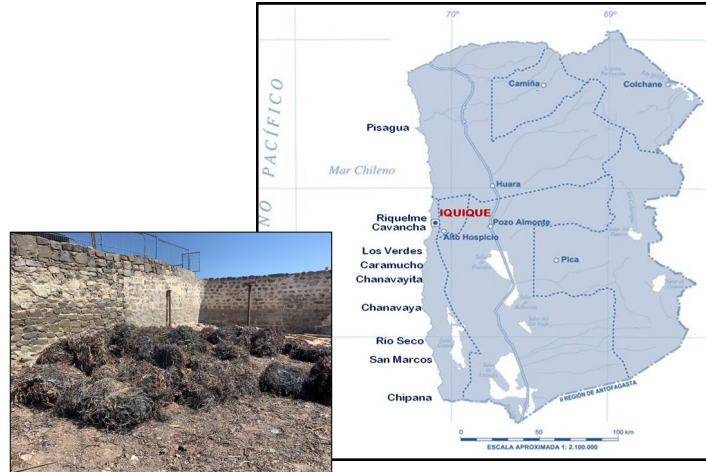 70°
69°
NO PACÍFICO
Mar Chileno
Camiña
Colchane
Pisagua
Huara
IQUIQUE
Riquelme
Cavancha
Pozo Almonte
Alto Hospicio
Los Verdes
Caramucho
Chanavayita
Pica
Chanavaya
Río Seco
San Marcos
Chipana
II REGIÓN DE ANTOFAGASTA
0
50
100 km
ESCALA APROXIMADA 1: 2.100.000